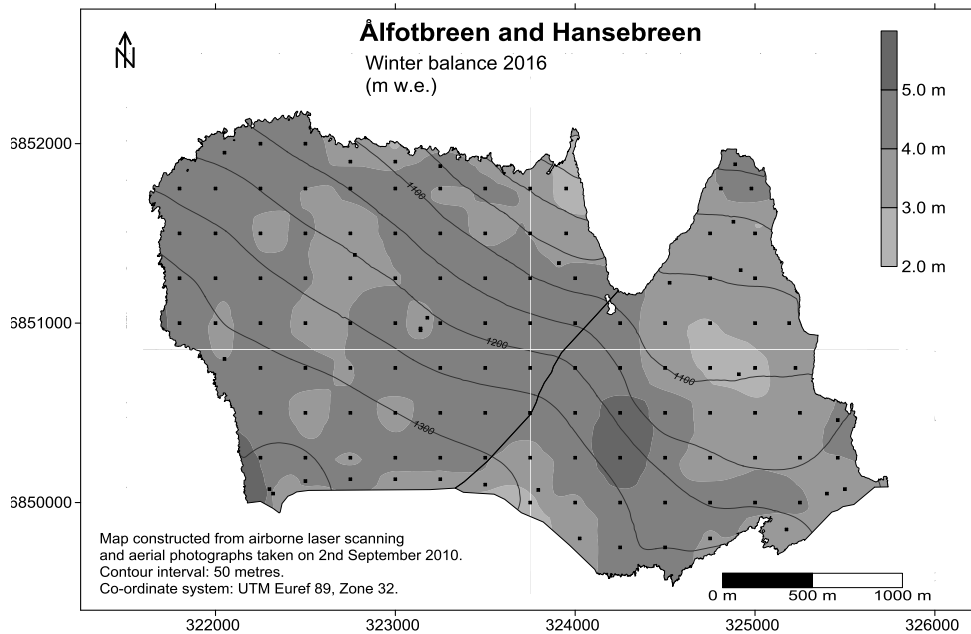 Ålfotbreen and Hansebreen
Winter balance 2016
(m w.e.)
N
5.0 m
4.0 m
3.0 m
2.0 m
6852000
6851000
6850000
1100
1200
1100
1300
Map constructed from airborne laser scanning
and aerial photographs taken on 2nd September 2010.
Contour interval: 50 metres.
Co-ordinate system: UTM Euref 89, Zone 32.
0 m 500 m 1000 m
322000 323000 324000 325000 326000